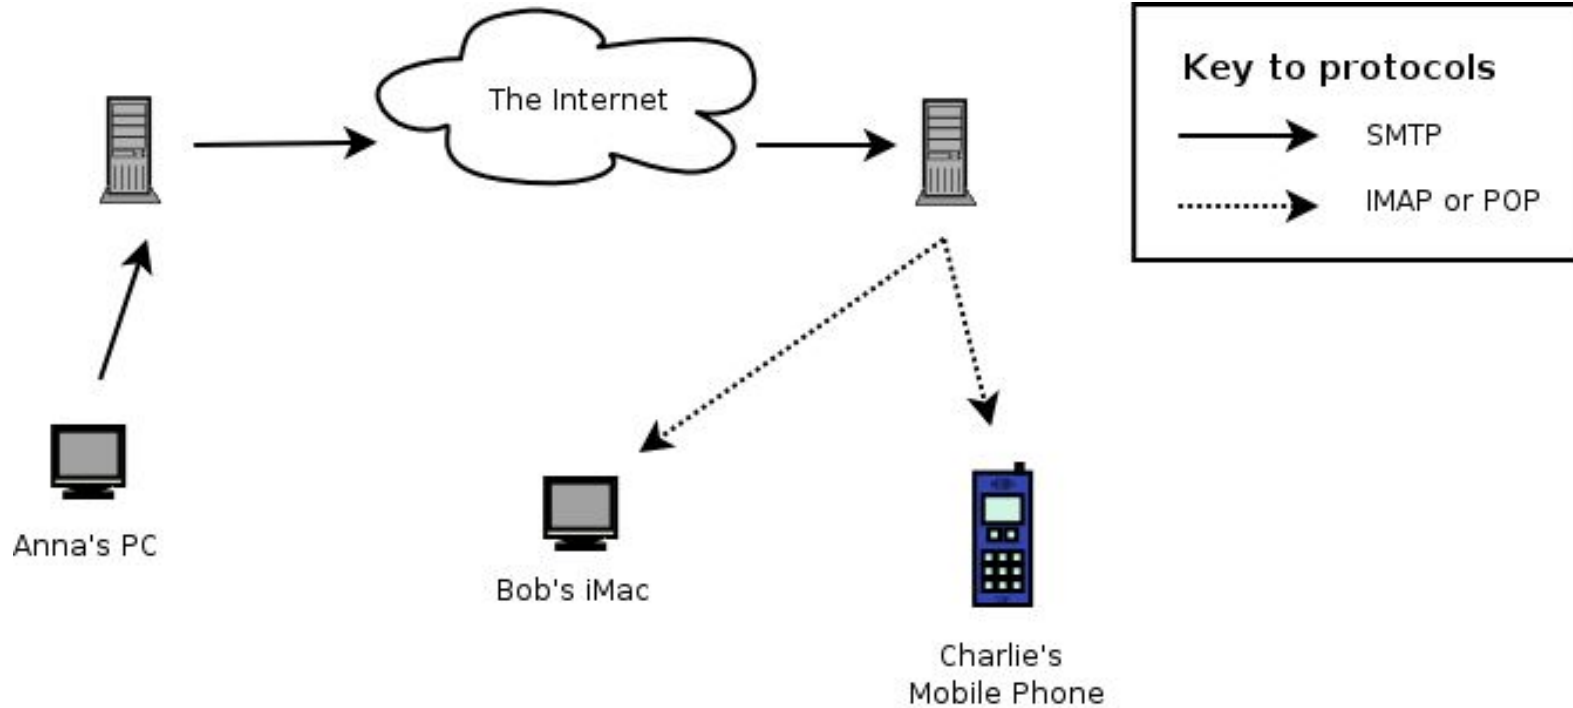 The Internet
Key to protocols
SMTP
IMAP or POP
Anna's PC
Bob's iMac
Charlie's
Mobile Phone